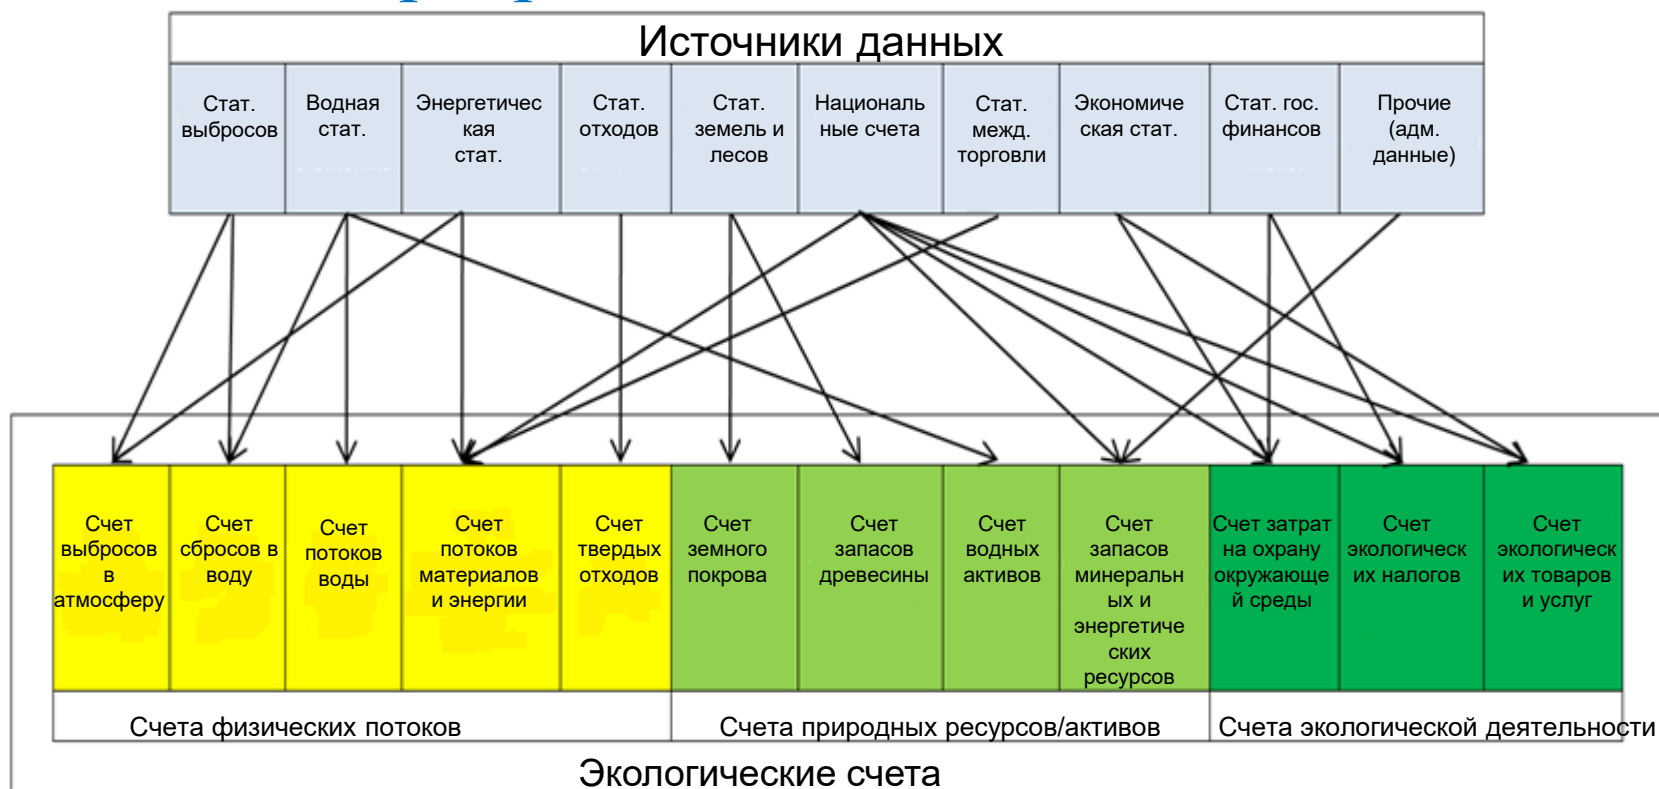 Источники данных
Стат.
выбросов
Водная
стат.
Энергетичес
кая
стат.
Стат.
отходов
Стат.
земель и
лесов
Националь
ные счета
Стат.
межд.
торговли
Экономиче
ская стат.
Стат. гос.
финансов
Прочие
(адм.
данные)
Счет
выбросов
в
атмосферу
Счет
сбросов в
воду
Счет
потоков
воды
Счет
потоков
материалов
и энергии
Счет
твердых
отходов
Счет
земного
покрова
Счет
запасов
древесины
Счет
водных
активов
Счет
запасов
минеральн
ых и
энергетиче
ских
ресурсов
Счет затрат
на охрану
окружающе
й среды
Счет
экологическ
их налогов
Счет
экологическ
их товаров
и услуг
Счета физических потоков
Счета природных ресурсов/активов
Счета экологической деятельности
Экологические счета